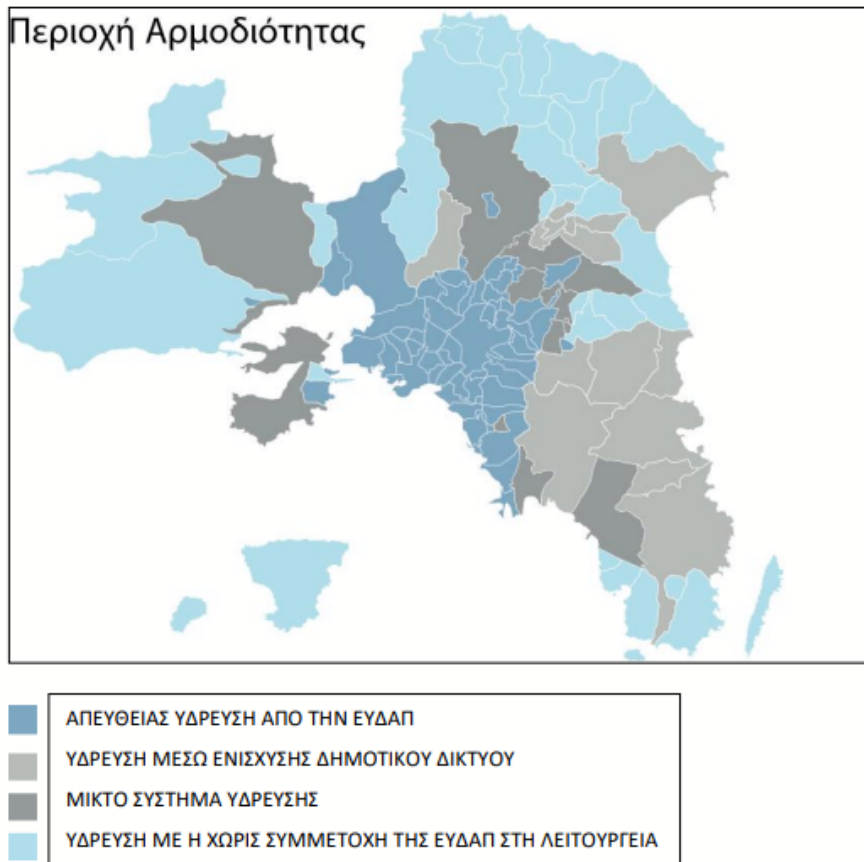 Περιοχή Αρμοδιότητας
ΑΠΕΥΘΕΙΑΣ ΥΔΡΕΥΣΗ ΑΠΟ ΤΗΝ ΕΥΔΑΠ
ΥΔΡΕΥΣΗ ΜΕΣΩ ΕΝΙΣΧΥΣΗΣ ΔΗΜΟΤΙΚΟΥ ΔΙΚΤΥΟΥ
ΜΙΚΤΟ ΣΥΣΤΗΜΑ ΥΔΡΕΥΣΗΣ
ΥΔΡΕΥΣΗ ΜΕ Η ΧΩΡΙΣ ΣΥΜΜΕΤΟΧΗ ΤΗΣ ΕΥΔΑΠ ΣΤΗ ΛΕΙΤΟΥΡΓΕΙΑ